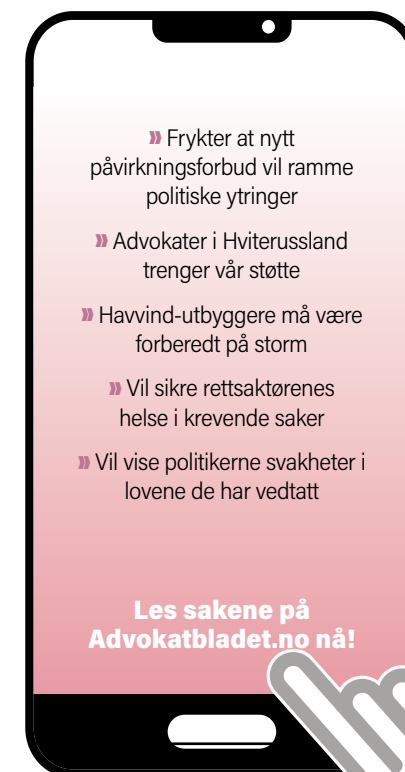 » Frykter at nytt
påvirkningsforbud vil ramme
politiske ytringer
» Advokater i Hviterussland
trenger vår støtte
» Havvind-utbyggere må være
forberedt på storm
» Vil sikre rettsaktørenes
helse i krevende saker
» Vil vise politikerne svakheter i
lovene de har vedtatt
Les sakene på
Advokatbladet.no nå!